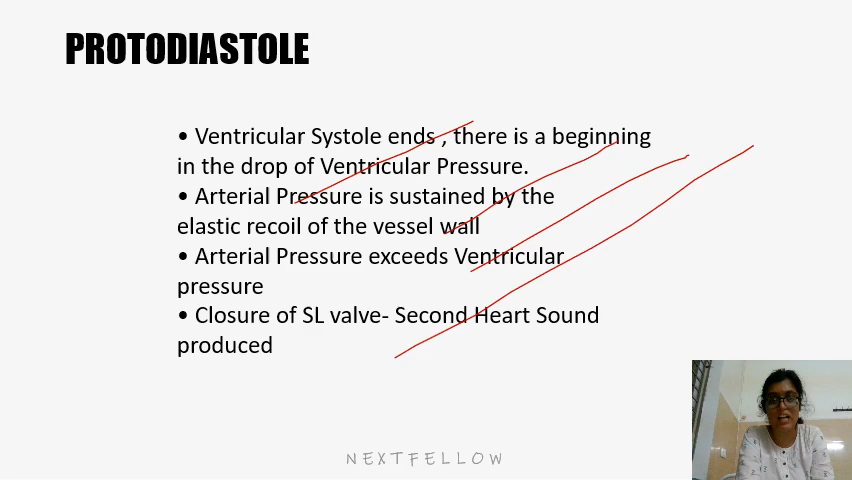 PROTODIASTOLE
• Ventricular Systole ends , there is a beginning
in the drop of Ventricular Pressure.
• Arterial Pressure is sustained by the
elastic recoil of the vessel wall
• Arterial Pressure exceeds Ventricular
pressure
• Closure of SL valve- Second Heart Sound
produced
NEXTFELLOW